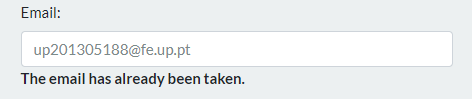 Email:
up201305188@fe.up.pt
The email has already been taken.